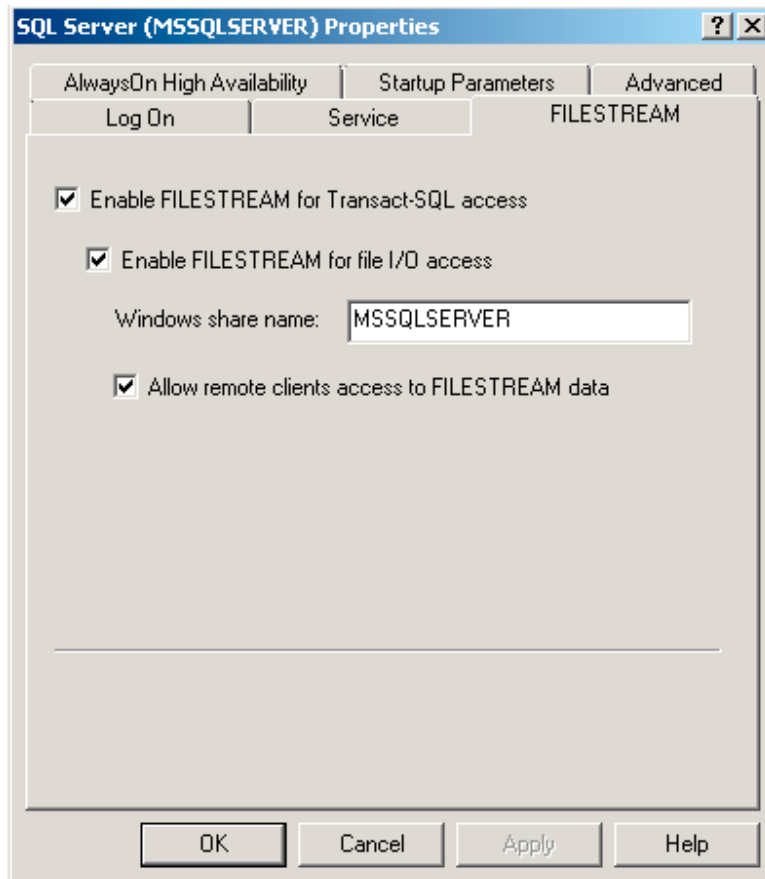 SQL Server (MSSQLSERVER) Properties
AlwaysOn High Availability Startup Parameters Advanced
Log On Service FILESTREAM
Enable FILESTREAM for Transact-SQL access
Enable FILESTREAM for file I/O access
Windows share name: MSSQLSERVER
Allow remote clients access to FILESTREAM data
OK Cancel Apply Help